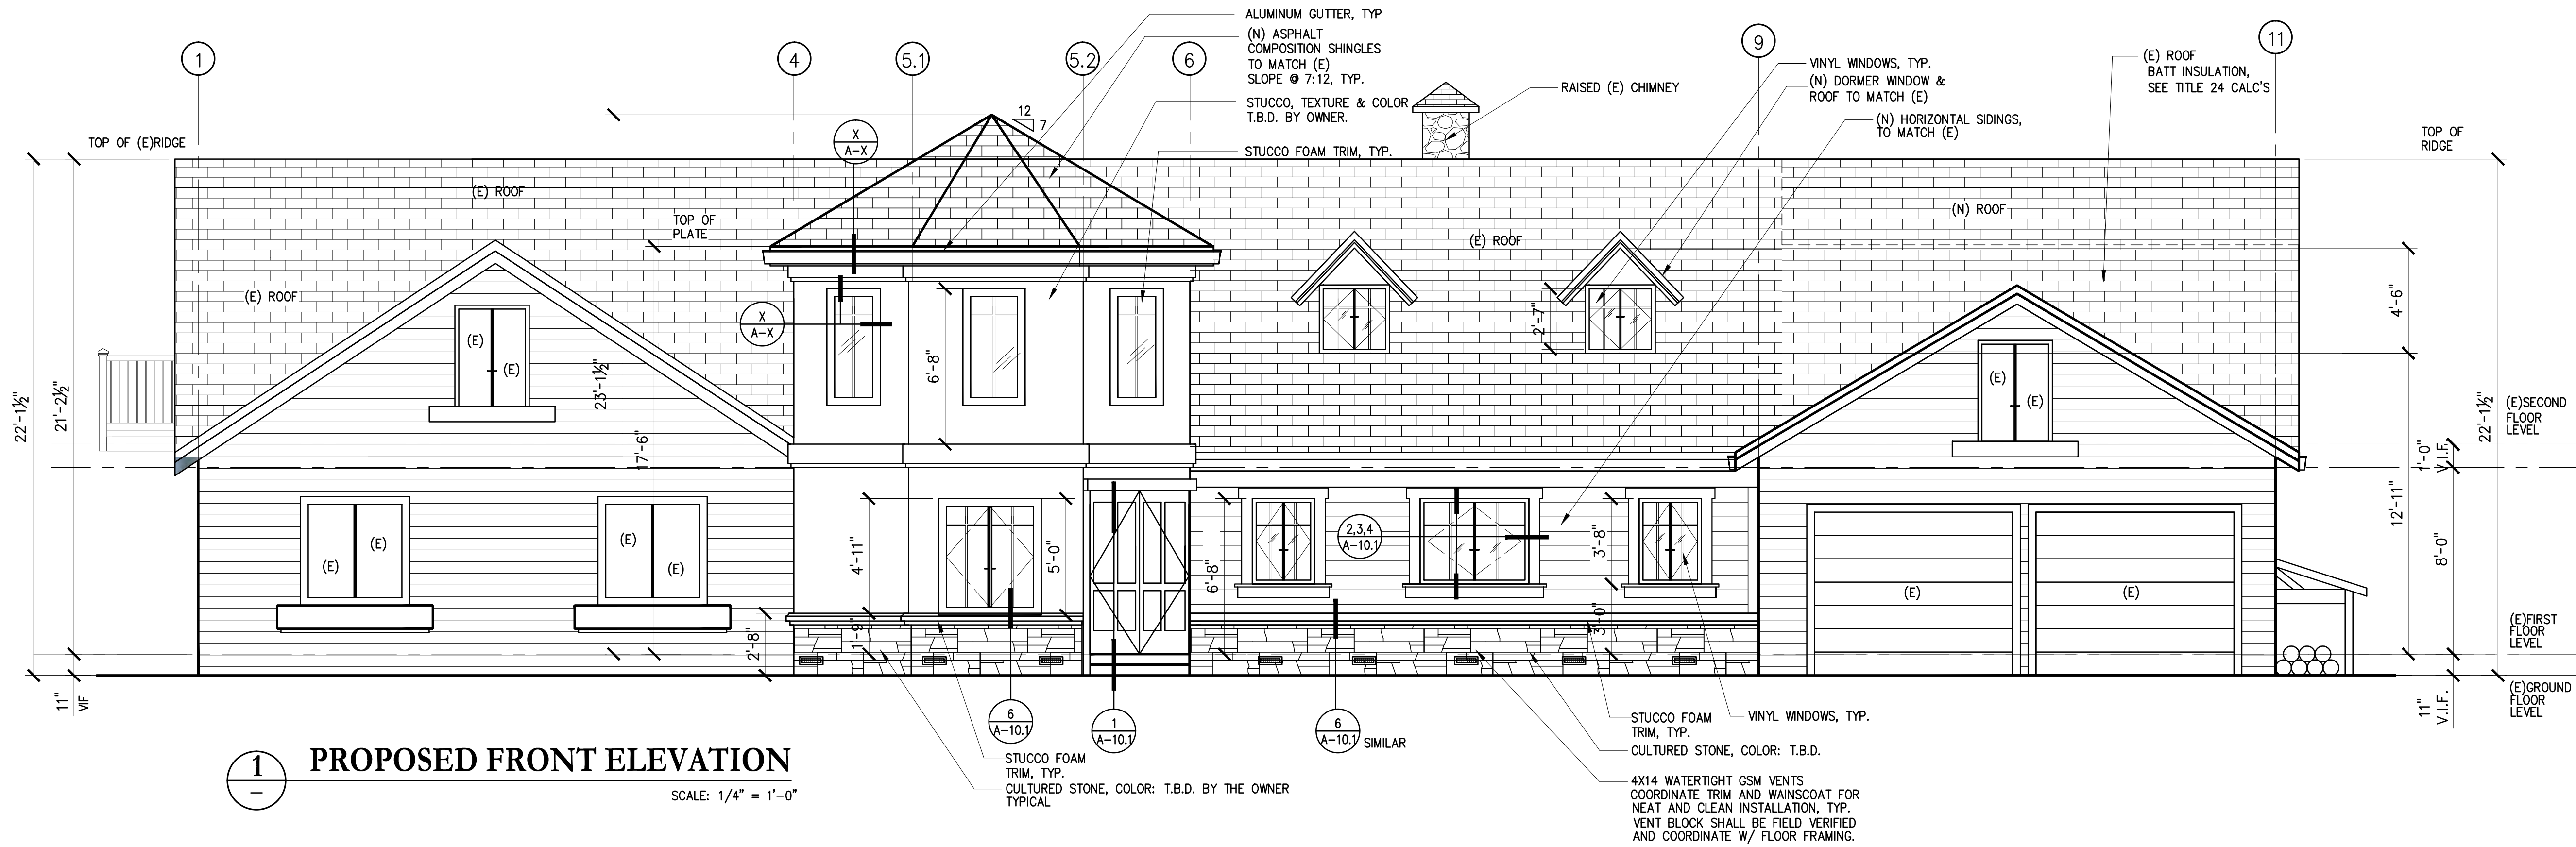 1
4
5.1
5.2
6
9
11
ALUMINUM GUTTER, TYP
(N) ASPHALT
COMPOSITION SHINGLES
TO MATCH (E)
SLOPE @ 7:12, TYP.
STUCCO, TEXTURE & COLOR
T.B.D. BY OWNER.
STUCCO FOAM TRIM, TYP.
RAISED (E) CHIMNEY
VINYL WINDOWS, TYP.
(N) DORMER WINDOW &
ROOF TO MATCH (E)
(N) HORIZONTAL SIDINGS,
TO MATCH (E)
(E) ROOF
BATT INSULATION,
SEE TITLE 24 CALC'S
TOP OF (E)RIDGE
TOP OF
RIDGE
12
7
X
A-X
X
A-X
(E) ROOF
(E) ROOF
TOP OF
PLATE
(E) ROOF
(N) ROOF
(E)
(E)
(E)
(E)
22'-1½"
21'-2½"
23'-1½"
17'-6"
6'-8"
2'-7"
4'-6"
22'-1½"
(E)SECOND
FLOOR
LEVEL
1'-0"
V.I.F.
12'-11"
8'-0"
(E)
(E)
(E)
(E)
4'-11"
5'-0"
6'-8"
2,3,4
A-10.1
3'-8"
3'-0"
2'-8"
1'-9"
(E)
(E)
(E)FIRST
FLOOR
LEVEL
(E)GROUND
FLOOR
LEVEL
11"
VIF
11"
V.I.F.
6
A-10.1
1
A-10.1
6
A-10.1
SIMILAR
STUCCO FOAM
TRIM, TYP.
CULTURED STONE, COLOR: T.B.D. BY THE OWNER
TYPICAL
STUCCO FOAM
TRIM, TYP.
VINYL WINDOWS, TYP.
CULTURED STONE, COLOR: T.B.D.
4X14 WATERTIGHT GSM VENTS
COORDINATE TRIM AND WAINSCOAT FOR
NEAT AND CLEAN INSTALLATION, TYP.
VENT BLOCK SHALL BE FIELD VERIFIED
AND COORDINATE W/ FLOOR FRAMING.
1
—
PROPOSED FRONT ELEVATION
SCALE: 1/4" = 1'-0"